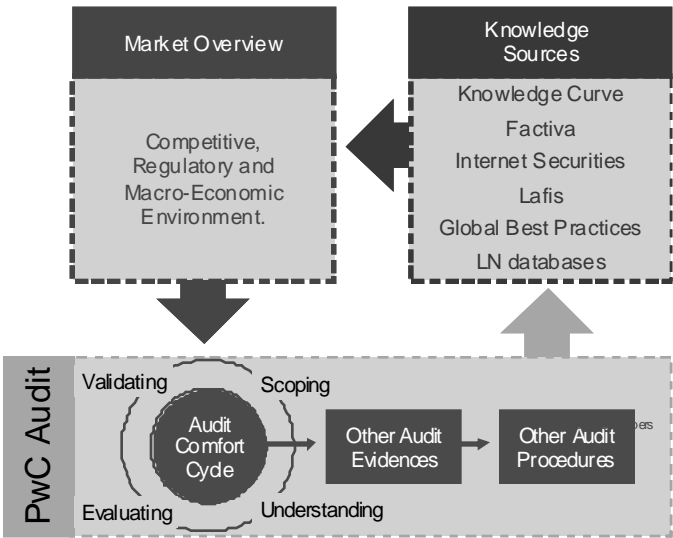 Market Overview
Competitive,
Regulatory and
Macro-Economic
Environment.
Knowledge
Sources
Knowledge Curve
Factiva
Internet Securities
Lafis
Global Best Practices
LN databases
PwC Audit
Validating
Scoping
Audit
Comfort
Cycle
Evaluating
Understanding
Other Audit
Evidences
Other Audit
Procedures